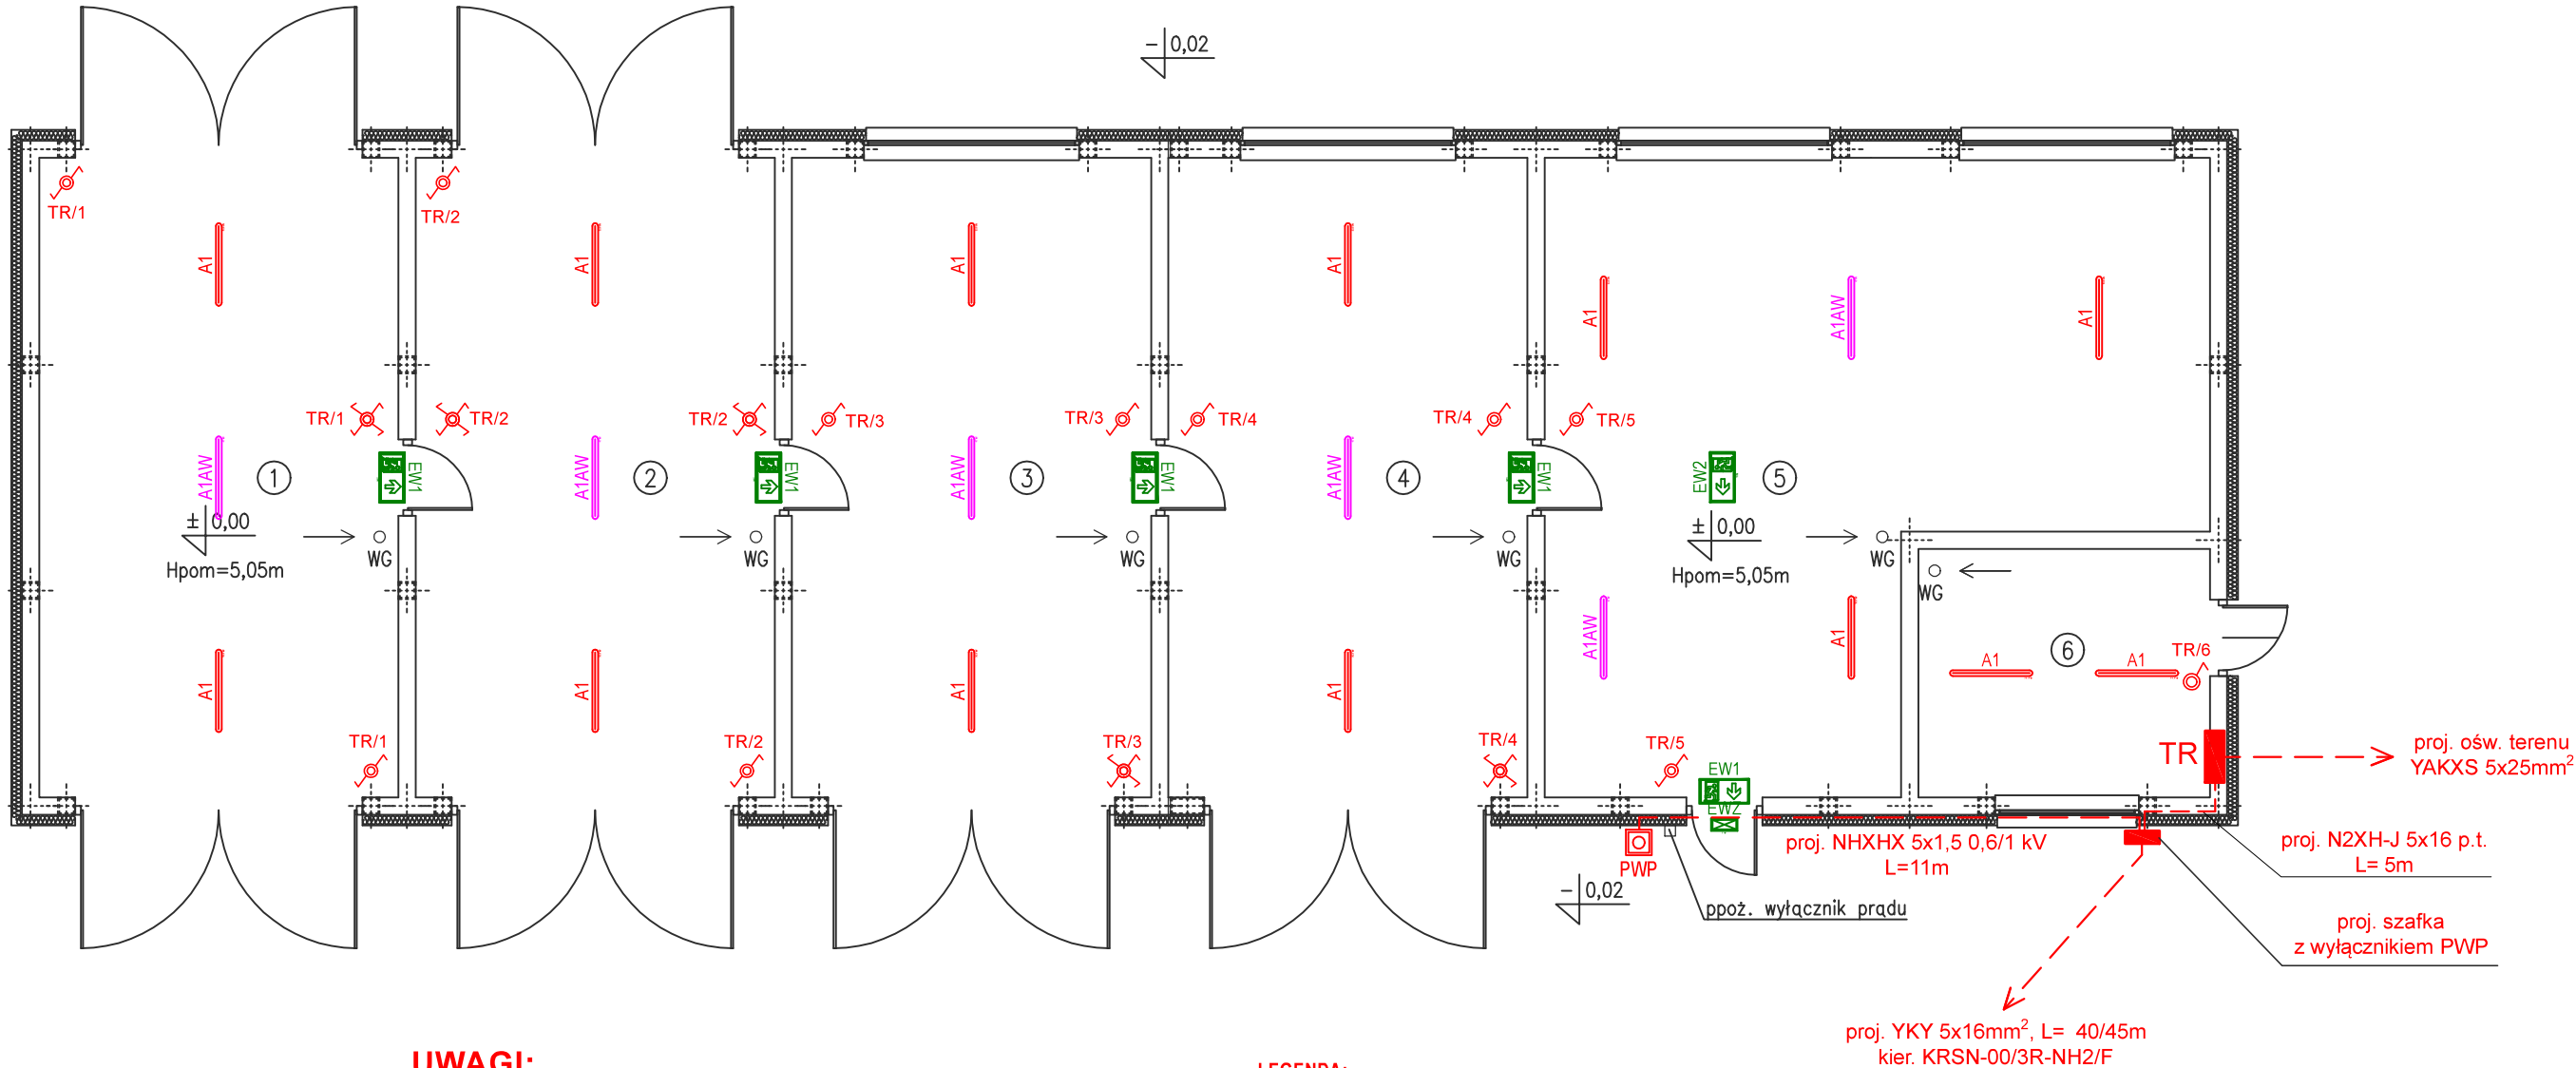 - 0,02
TR/1
TR/2
A1
A1
A1
A1
A1
A1AW
A1
TR/1
TR/2
TR/2
TR/3
TR/3
TR/4
TR/4
TR/5
A1AW
1
EW1
A1AW
2
EW1
A1AW
3
EW1
A1AW
4
EW1
EW2
5
± 0,00
Hpom=5,05m
WG
WG
WG
WG
± 0,00
Hpom=5,05m
WG
WG
A1
A1
A1
A1
A1AW
A1
A1
6
A1
TR/6
TR/1
TR/2
TR/3
TR/4
TR/5
EW1
EW2
TR
proj. ośw. terenu
YAKXS 5x25mm²
PWP
proj. NHXHX 5x1,5 0,6/1 kV
L=11m
proj. N2XH-J 5x16 p.t.
L= 5m
- 0,02
ppoż. wyłącznik prądu
proj. szafka
z wyłącznikiem PWP
proj. YKY 5x16mm², L= 40/45m
kier. KRSN-00/3R-NH2/F
UWAGI:
LEGENDA: